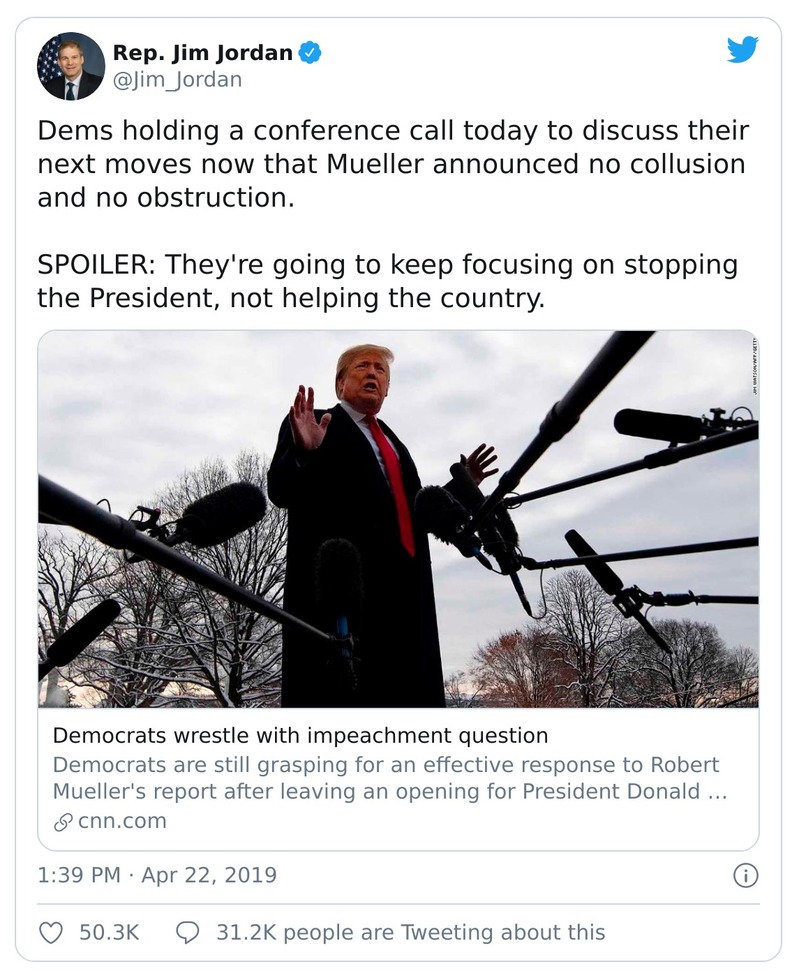 Rep. Jim Jordan
@Jim_Jordan
Dems holding a conference call today to discuss their
next moves now that Mueller announced no collusion
and no obstruction.
SPOILER: They're going to keep focusing on stopping
the President, not helping the country.
JIM WATSON/AFP/GETTY
Democrats wrestle with impeachment question
Democrats are still grasping for an effective response to Robert
Mueller's report after leaving an opening for President Donald ...
cnn.com
1:39 PM · Apr 22, 2019
50.3K
31.2K people are Tweeting about this